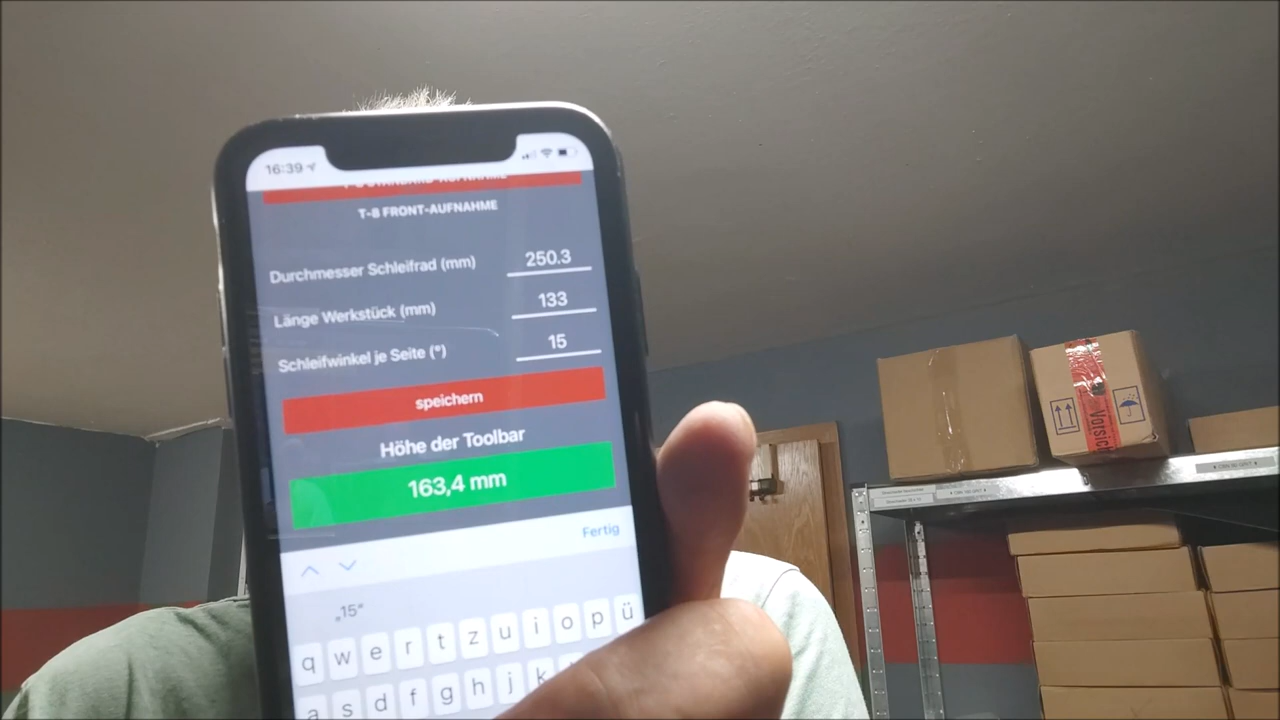 16:39
T-8 FRONT-AUFNAHME
Durchmesser Schleifrad (mm) 250.3
Länge Werkstück (mm) 133
Schleifwinkel je Seite (°) 15
speichern
Höhe der Toolbar
163,4 mm
Fertig
„15“
q w e r t z u i o p ü
a s d f g h j k
Vorsic